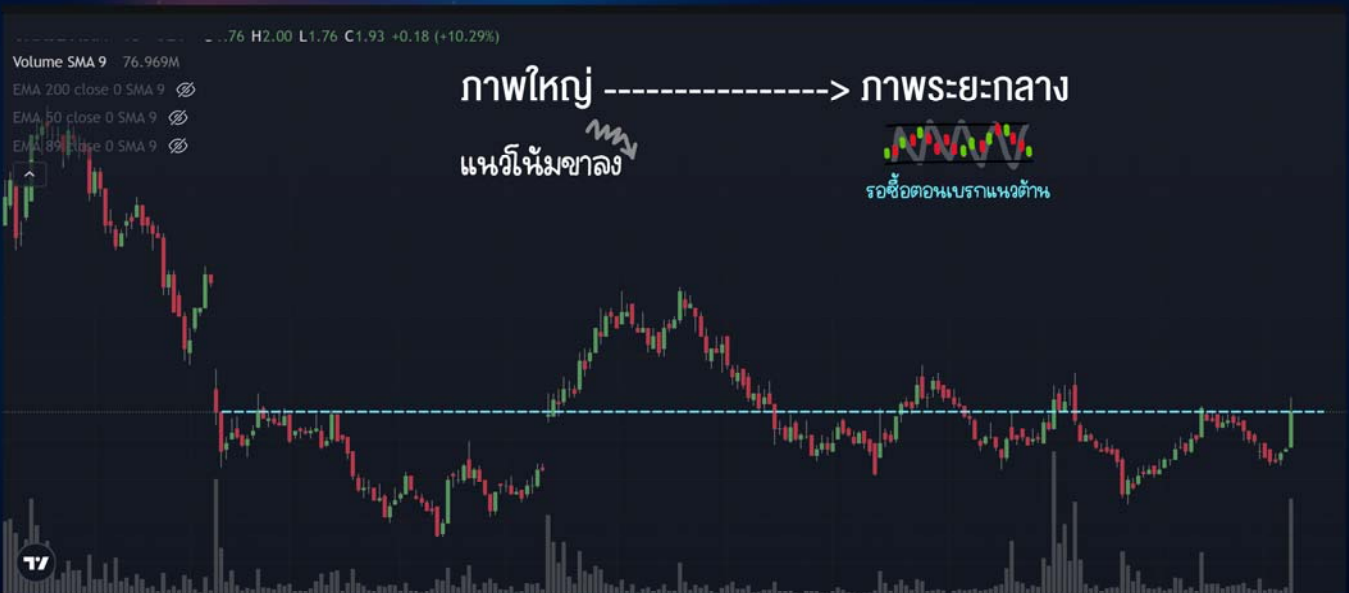 .76 H2.00 L1.76 C1.93 +0.18 (+10.29%)
Volume SMA 9 76.969M
EMA 200 close 0 SMA 9
EMA 50 close 0 SMA 9
EMA 89 close 0 SMA 9
ภาพใหญ่ ----------------> ภาพระยะกลาง
แนวโน้มขาลง
รอซื้อตอนเบรกแนวต้าน